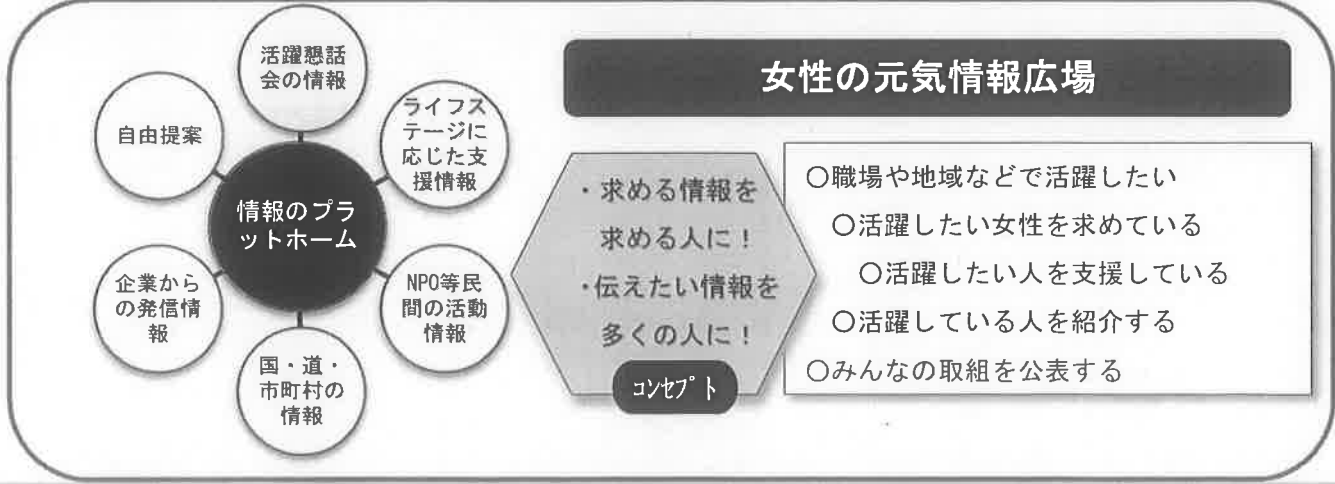 女性の元気情報広場
活躍懇話
会の情報
ライフス
テージに
応じた支
援情報
NPO等民
間の活動
情報
国・道・
市町村の
情報
企業から
の発信情
報
自由提案
情報のプラ
ットホーム
・求める情報を
求める人に!
・伝えたい情報を
多くの人に!
コンセプト
〇職場や地域などで活躍したい
〇活躍したい女性を求めている
〇活躍したい人を支援している
〇活躍している人を紹介する
〇みんなの取組を公表する